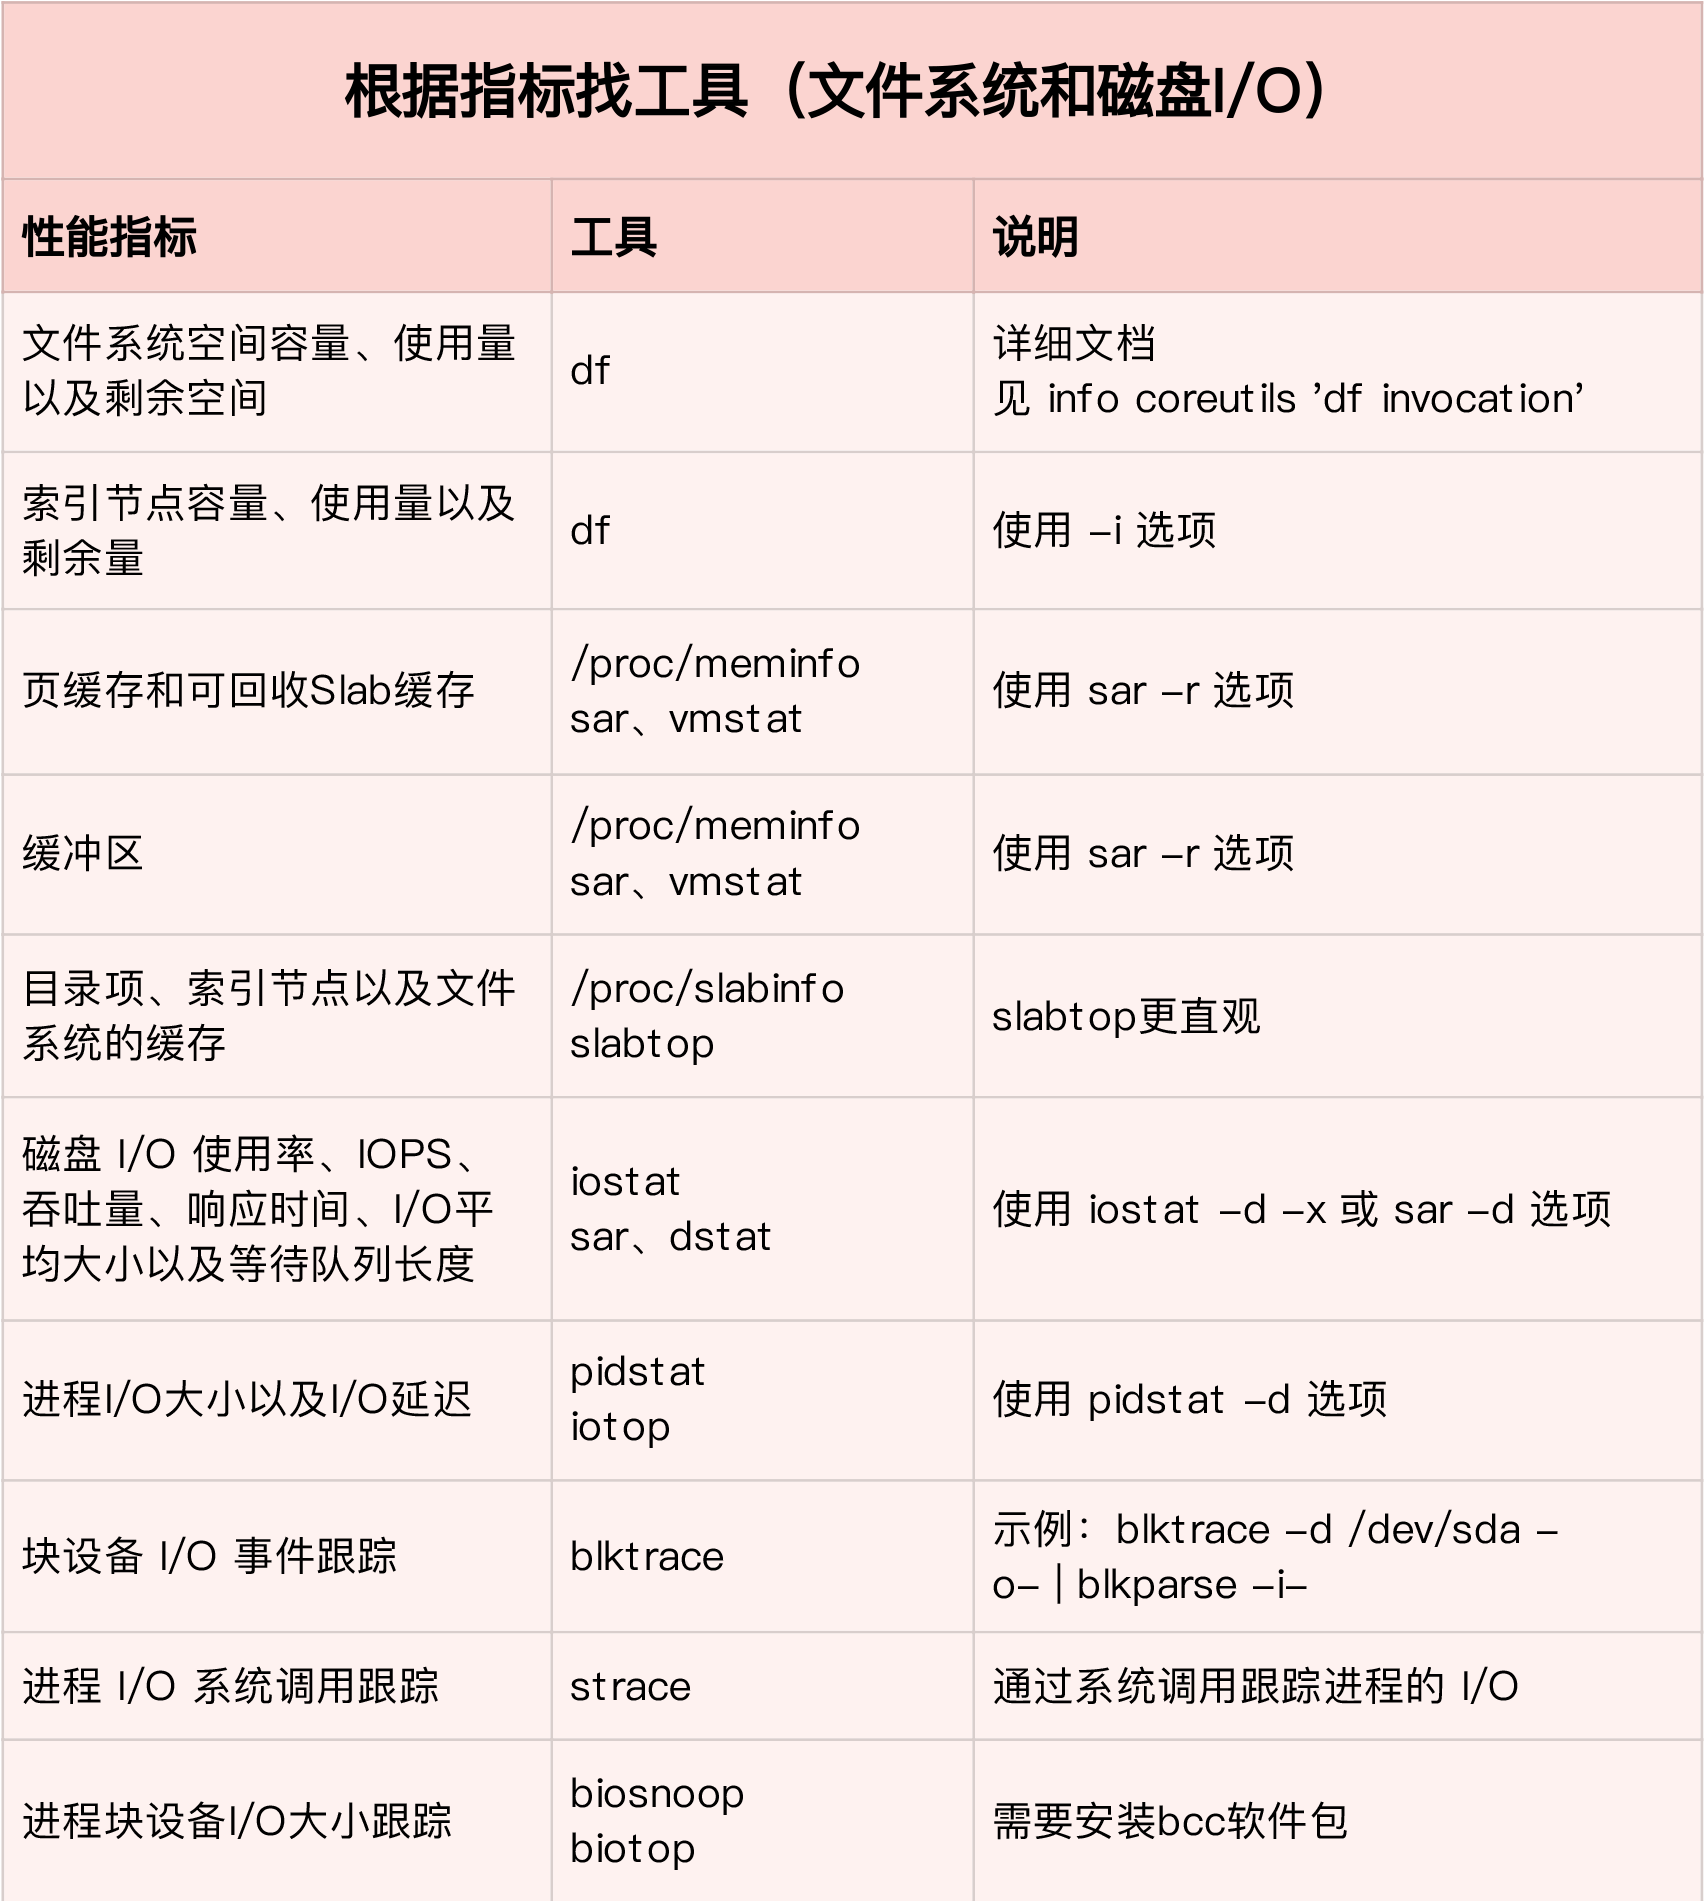 根据指标找工具（文件系统和磁盘I/O）
性能指标
工具
说明
文件系统空间容量、使用量
以及剩余空间
df
详细文档
见 info coreutils ’df invocation’
索引节点容量、使用量以及
剩余量
df
使用 –i 选项
页缓存和可回收Slab缓存
/proc/meminfo
sar、vmstat
使用 sar –r 选项
缓冲区
/proc/meminfo
sar、vmstat
使用 sar –r 选项
目录项、索引节点以及文件
系统的缓存
/proc/slabinfo
slabtop
slabtop更直观
磁盘 I/O 使用率、IOPS、
吞吐量、响应时间、I/O平
均大小以及等待队列长度
iostat
sar、dstat
使用 iostat –d –x 或 sar –d 选项
进程I/O大小以及I/O延迟
pidstat
iotop
使用 pidstat –d 选项
块设备 I/O 事件跟踪
blktrace
示例：blktrace –d /dev/sda –
o– | blkparse –i–
进程 I/O 系统调用跟踪
strace
通过系统调用跟踪进程的 I/O
进程块设备I/O大小跟踪
biosnoop
biotop
需要安装bcc软件包